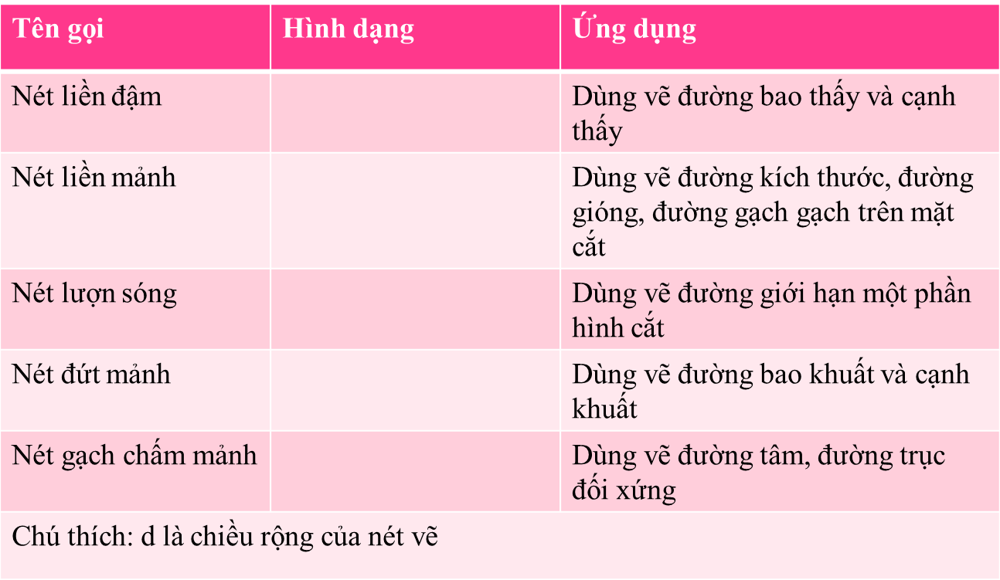 Tên gọi
Hình dạng
Ứng dụng
Nét liền đậm
Dùng vẽ đường bao thấy và cạnh
thấy
Nét liền mảnh
Dùng vẽ đường kích thước, đường
gióng, đường gạch gạch trên mặt
cắt
Nét lượn sóng
Dùng vẽ đường giới hạn một phần
hình cắt
Nét đứt mảnh
Dùng vẽ đường bao khuất và cạnh
khuất
Nét gạch chấm mảnh
Dùng vẽ đường tâm, đường trục
đối xứng
Chú thích: d là chiều rộng của nét vẽ